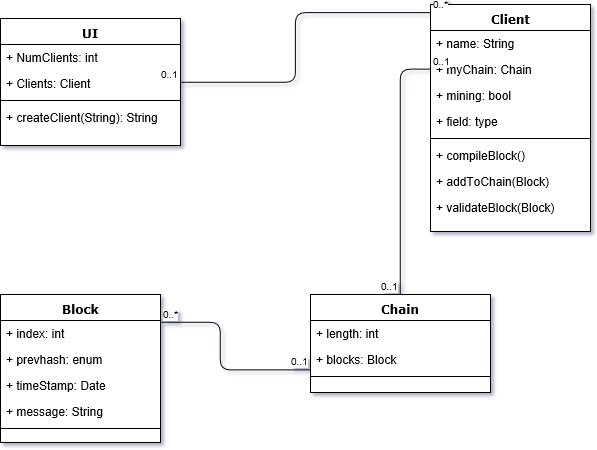 UI
+ NumClients: int
+ Clients: Client
+ createClient(String): String
0..1
0..*
Client
+ name: String
+ myChain: Chain
0..1
+ mining: bool
+ field: type
+ compileBlock()
+ addToChain(Block)
+ validateBlock(Block)
Block
+ index: int
+ prevhash: enum
+ timeStamp: Date
+ message: String
0..*
0..1
0..1
Chain
+ length: int
+ blocks: Block